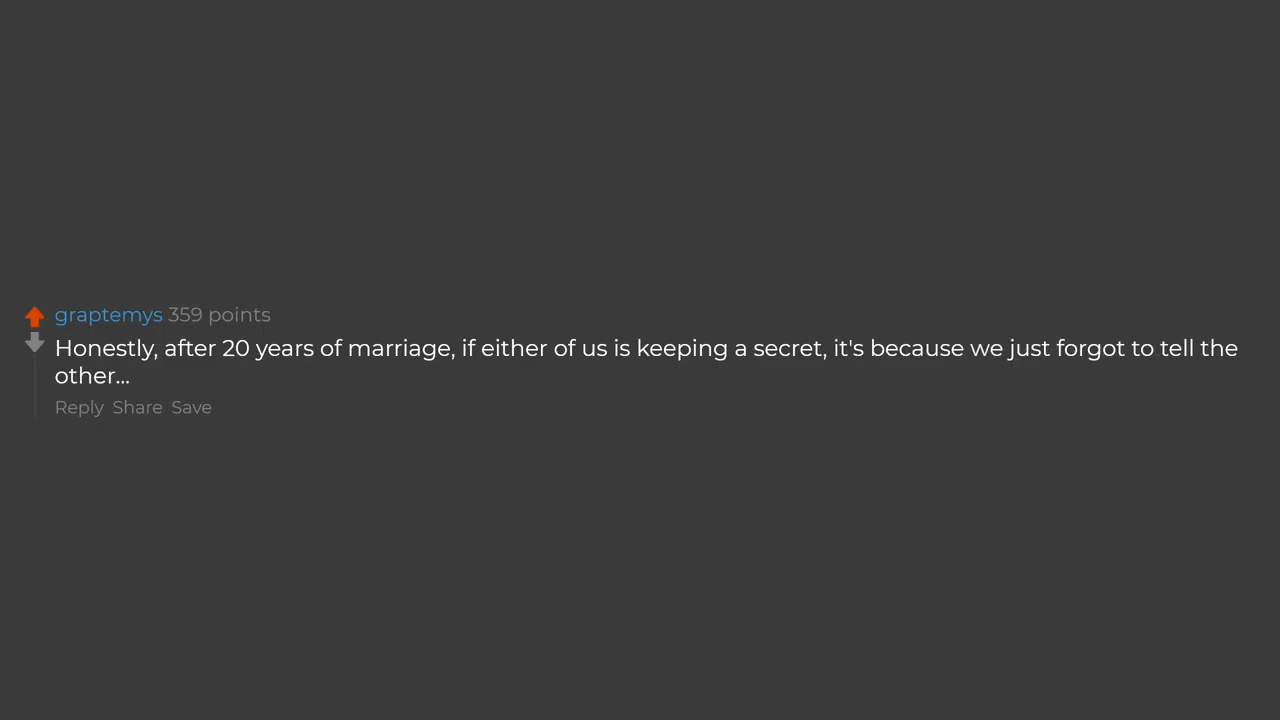 graptemys 359 points
Honestly, after 20 years of marriage, if either of us is keeping a secret, it's because we just forgot to tell the
other...
Reply Share Save